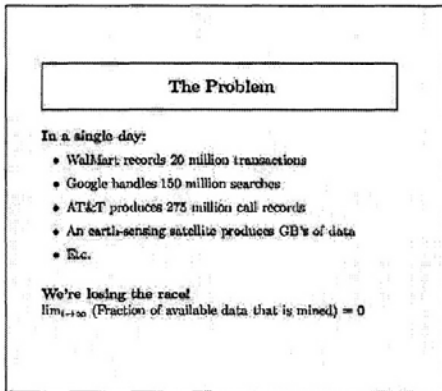 The Problem
In a single day:
• WalMart records 20 million transactions
• Google handles 150 million searches
• AT&T produces 275 million call records
• An earth-sensing satellite produces GB's of data
• Etc.
We're losing the race!
lim_{t→∞} (Fraction of available data that is mined) = 0